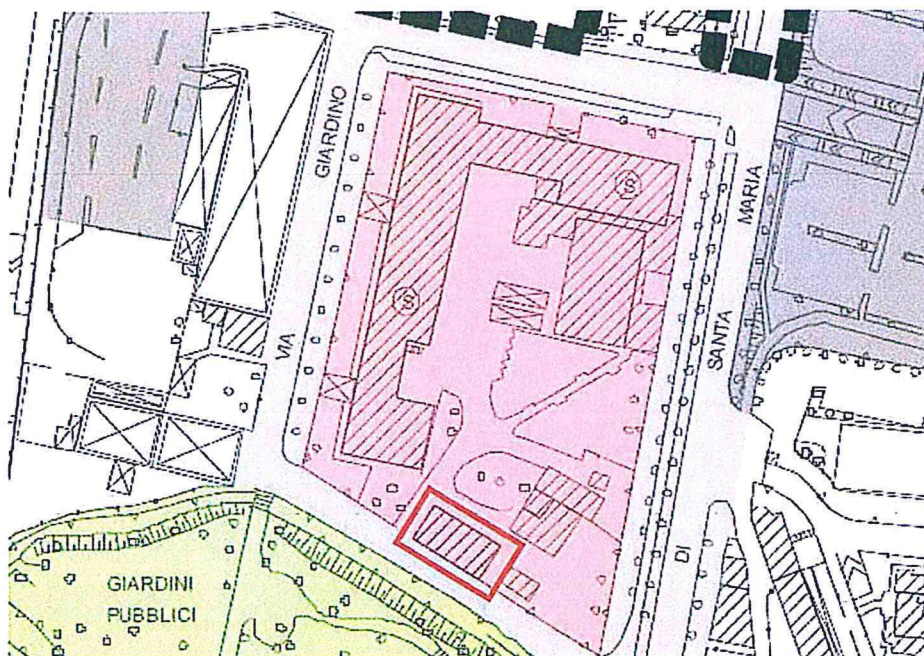 VIA GIARDINO
DI SANTA MARIA
S
S
GIARDINI
PUBBLICI